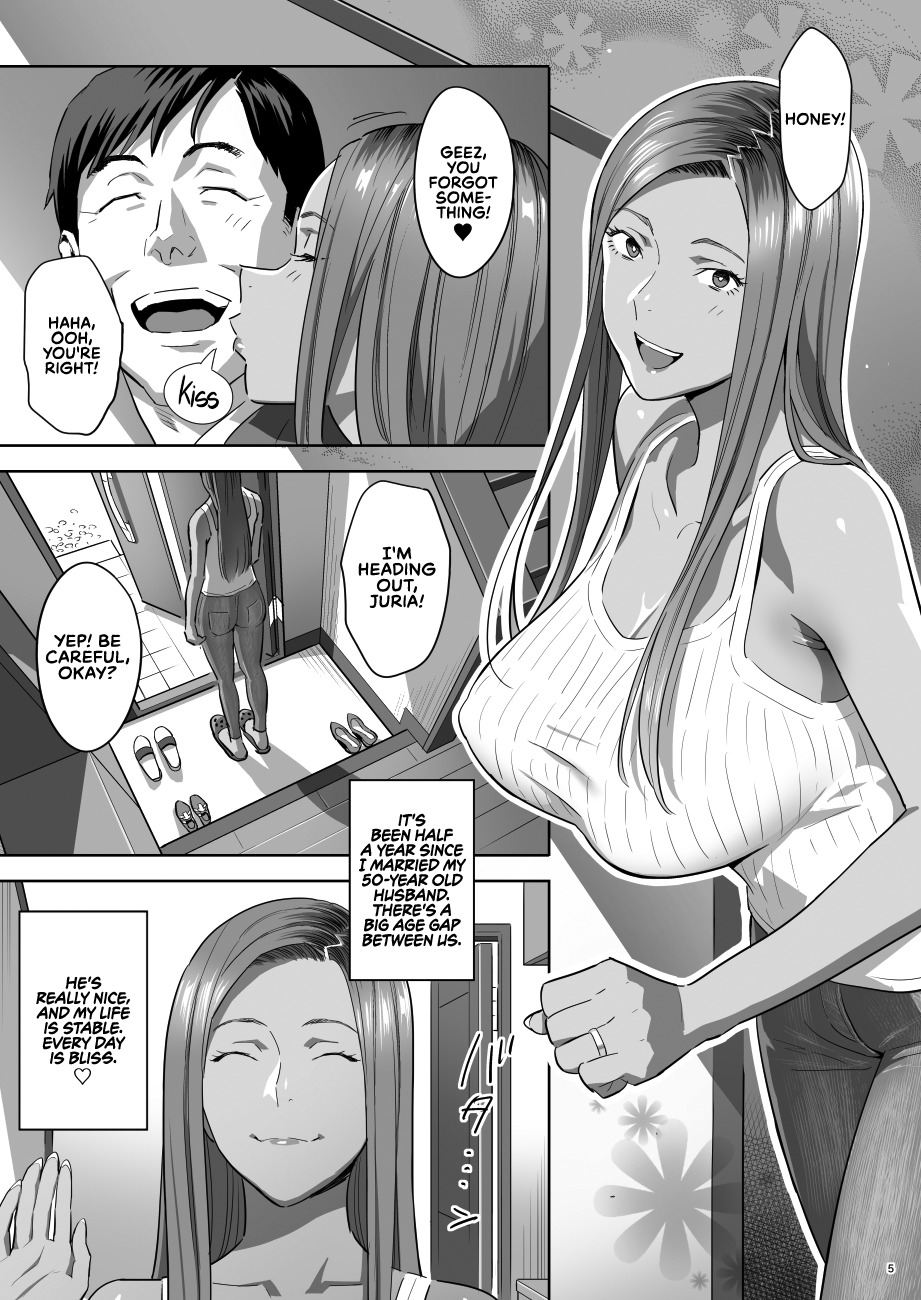 HONEY!
GEEZ,
YOU
FORGOT
SOME-
THING!
♥
HAHA,
OOH,
YOU'RE
RIGHT!
Kiss
I'M
HEADING
OUT,
JURIA!
YEP! BE
CAREFUL,
OKAY?
IT'S
BEEN HALF
A YEAR SINCE
I MARRIED MY
50-YEAR OLD
HUSBAND.
THERE'S A
BIG AGE GAP
BETWEEN US.
HE'S
REALLY NICE,
AND MY LIFE
IS STABLE.
EVERY DAY
IS BLISS.
♡
5